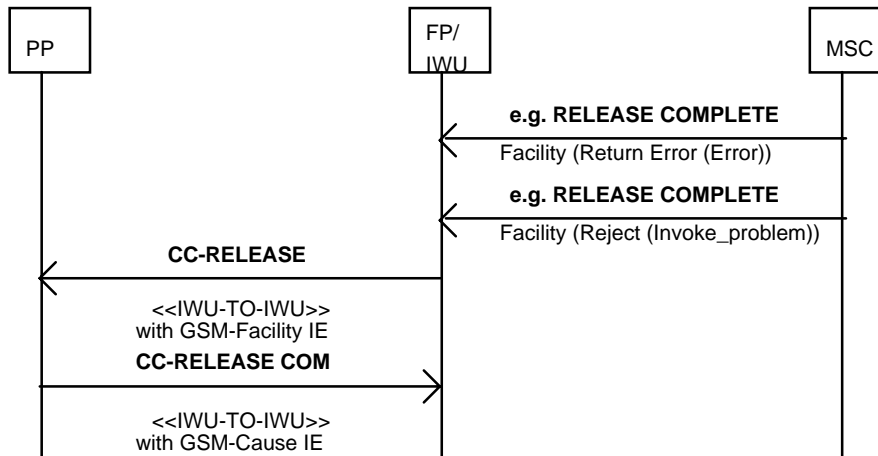 PP
FP/
IWU
MSC
e.g. RELEASE COMPLETE
Facility (Return Error (Error))
e.g. RELEASE COMPLETE
Facility (Reject (Invoke_problem))
CC-RELEASE
<<IWU-TO-IWU>>
with GSM-Facility IE
CC-RELEASE COM
<<IWU-TO-IWU>>
with GSM-Cause IE